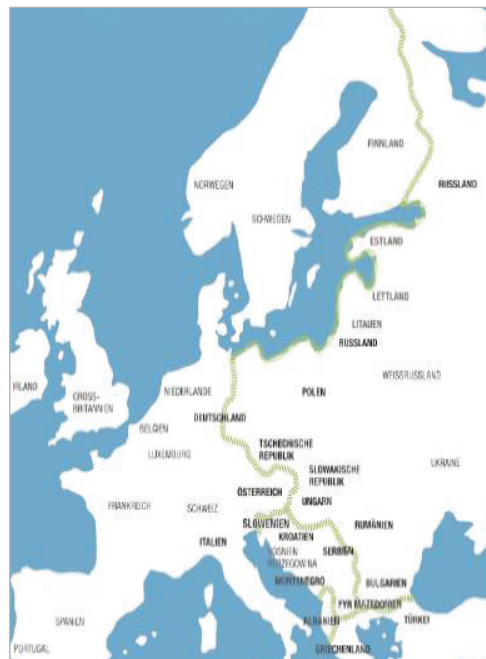 FINNLAND
NORWEGEN
RUSSLAND
SCHWEDEN
ESTLAND
LETTLAND
LITAUEN
RUSSLAND
WEISSRUSSLAND
IRLAND
GROSS-
BRITANNIEN
NIEDERLANDE
POLEN
DEUTSCHLAND
BELGIEN
TSCHECHISCHE
REPUBLIK
LUXEMBURG
SLOWAKISCHE
REPUBLIK
UKRAINE
ÖSTERREICH
UNGARN
FRANKREICH
SCHWEIZ
SLOWENIEN
RUMÄNIEN
KROATIEN
ITALIEN
SERBIEN
BOSNIEN
HERZEGOWINA
MONTENEGRO
BULGARIEN
FYR MAZEDONIEN
SPANIEN
ALBANIEN
TÜRKEI
PORTUGAL
GRIECHENLAND